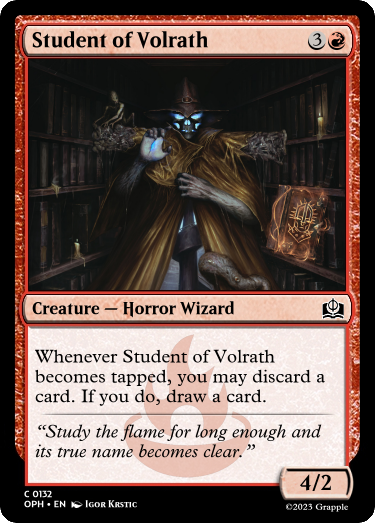 Student of Volrath 3
Creature — Horror Wizard
Whenever Student of Volrath
becomes tapped, you may discard a
card. If you do, draw a card.
“Study the flame for long enough and
its true name becomes clear.”
4/2
C 0132
OPH • EN Igor Krstic
©2023 Grapple